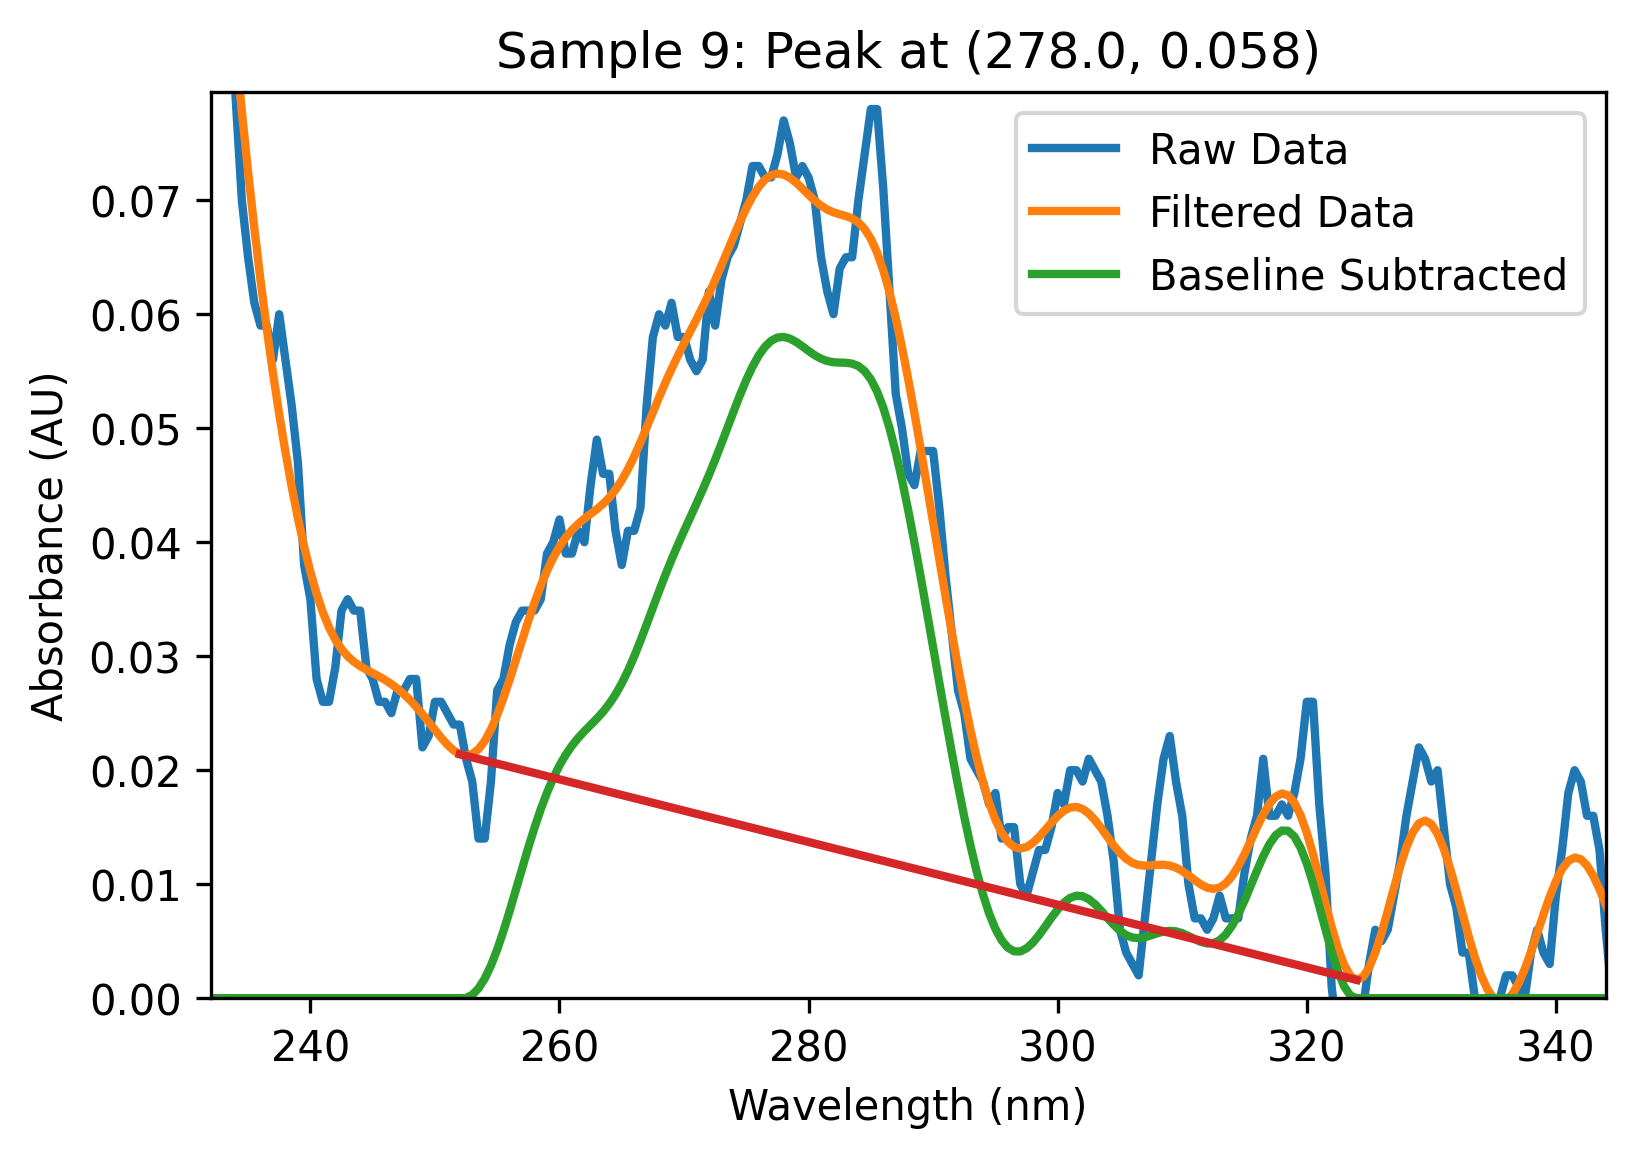 Sample 9: Peak at (278.0, 0.058)
Raw Data
Filtered Data
Baseline Subtracted
Absorbance (AU)
0.07
0.06
0.05
0.04
0.03
0.02
0.01
0.00
240 260 280 300 320 340
Wavelength (nm)